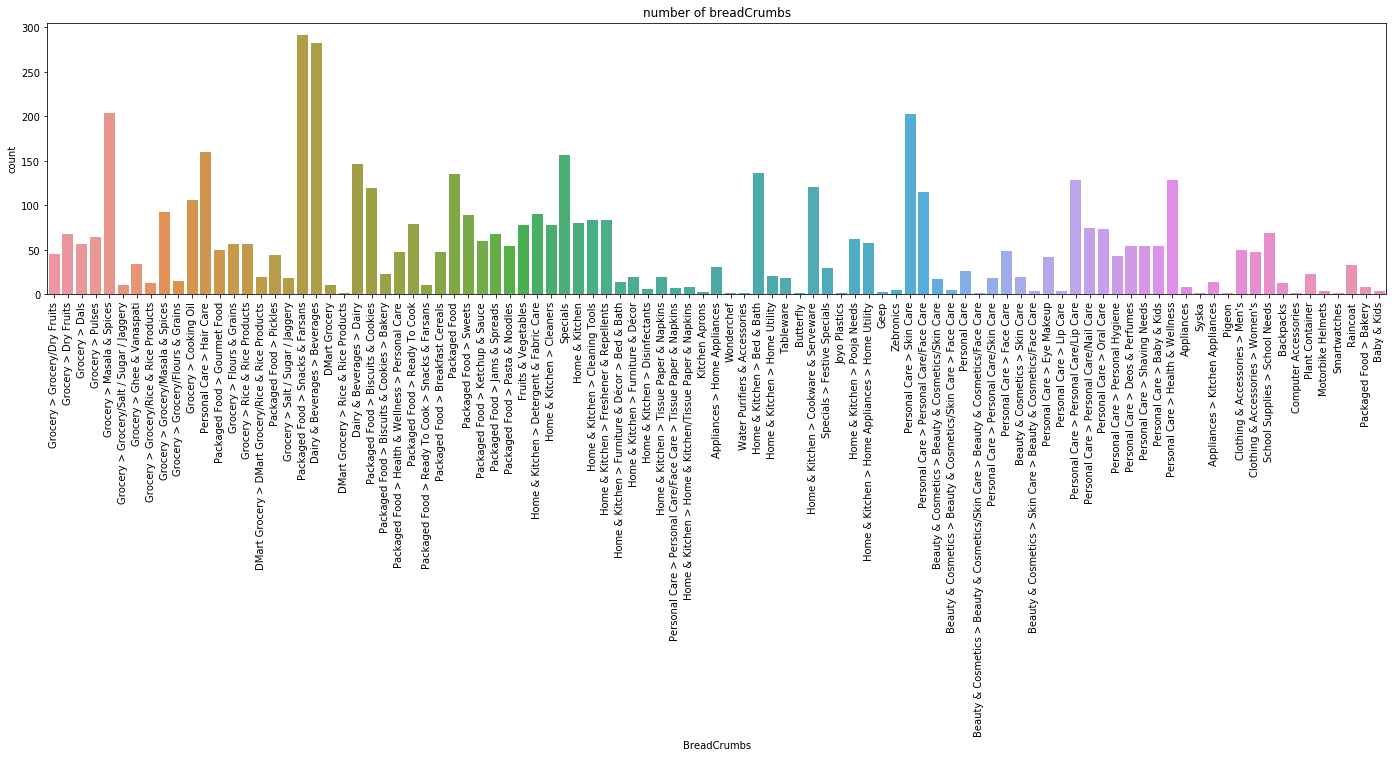 number of breadCrumbs
count
300
250
200
150
100
50
0
Grocery > Grocery/Dry Fruits
Grocery > Dry Fruits
Grocery > Dals
Grocery > Pulses
Grocery > Masala & Spices
Grocery > Grocery/Salt / Sugar / Jaggery
Grocery > Ghee & Vanaspati
Grocery > Grocery/Rice & Rice Products
Grocery > Grocery/Masala & Spices
Grocery > Grocery/Flours & Grains
Grocery > Cooking Oil
Personal Care > Hair Care
Packaged Food > Gourmet Food
Grocery > Flours & Grains
Grocery > Rice & Rice Products
DMart Grocery > DMart Grocery/Rice & Rice Products
Packaged Food > Pickles
Grocery > Salt / Sugar / Jaggery
Packaged Food > Snacks & Farsans
Dairy & Beverages > Beverages
DMart Grocery
DMart Grocery > Rice & Rice Products
Dairy & Beverages > Dairy
Packaged Food > Biscuits & Cookies
Packaged Food > Biscuits & Cookies > Bakery
Packaged Food > Health & Wellness > Personal Care
Packaged Food > Ready To Cook
Packaged Food > Ready To Cook > Snacks & Farsans
Packaged Food > Breakfast Cereals
Packaged Food
Packaged Food > Sweets
Packaged Food > Ketchup & Sauce
Packaged Food > Jams & Spreads
Packaged Food > Pasta & Noodles
Fruits & Vegetables
Home & Kitchen > Detergent & Fabric Care
Home & Kitchen > Cleaners
Specials
Home & Kitchen
Home & Kitchen > Cleaning Tools
Home & Kitchen > Freshener & Repellents
Home & Kitchen > Furniture & Décor > Bed & Bath
Home & Kitchen > Furniture & Décor
Home & Kitchen > Disinfectants
Home & Kitchen > Tissue Paper & Napkins
Personal Care > Personal Care/Face Care > Tissue Paper & Napkins
Home & Kitchen > Home & Kitchen/Tissue Paper & Napkins
Kitchen Aprons
Appliances > Home Appliances
Wonderchef
Water Purifiers & Accessories
Home & Kitchen > Bed & Bath
Home & Kitchen > Home Utility
Tableware
Butterfly
Home & Kitchen > Cookware & Serveware
Specials > Festive Specials
Joyo Plastics
Home & Kitchen > Pooja Needs
Home & Kitchen > Home Appliances > Home Utility
Geep
Zebronics
Personal Care > Skin Care
Personal Care > Personal Care/Face Care
Beauty & Cosmetics > Beauty & Cosmetics/Skin Care
Beauty & Cosmetics > Beauty & Cosmetics/Skin Care > Face Care
Personal Care
Beauty & Cosmetics > Beauty & Cosmetics/Skin Care > Beauty & Cosmetics/Face Care
Personal Care > Personal Care/Skin Care
Personal Care > Face Care
Beauty & Cosmetics > Skin Care
Beauty & Cosmetics > Skin Care > Beauty & Cosmetics/Face Care
Personal Care > Eye Makeup
Personal Care > Lip Care
Personal Care > Personal Care/Lip Care
Personal Care > Personal Care/Nail Care
Personal Care > Oral Care
Personal Care > Personal Hygiene
Personal Care > Deos & Perfumes
Personal Care > Shaving Needs
Personal Care > Baby & Kids
Personal Care > Health & Wellness
Appliances
Syska
Appliances > Kitchen Appliances
Pigeon
Clothing & Accessories > Men's
Clothing & Accessories > Women's
School Supplies > School Needs
Backpacks
Computer Accessories
Plant Container
Motorbike Helmets
Smartwatches
Raincoat
Packaged Food > Bakery
Baby & Kids
BreadCrumbs